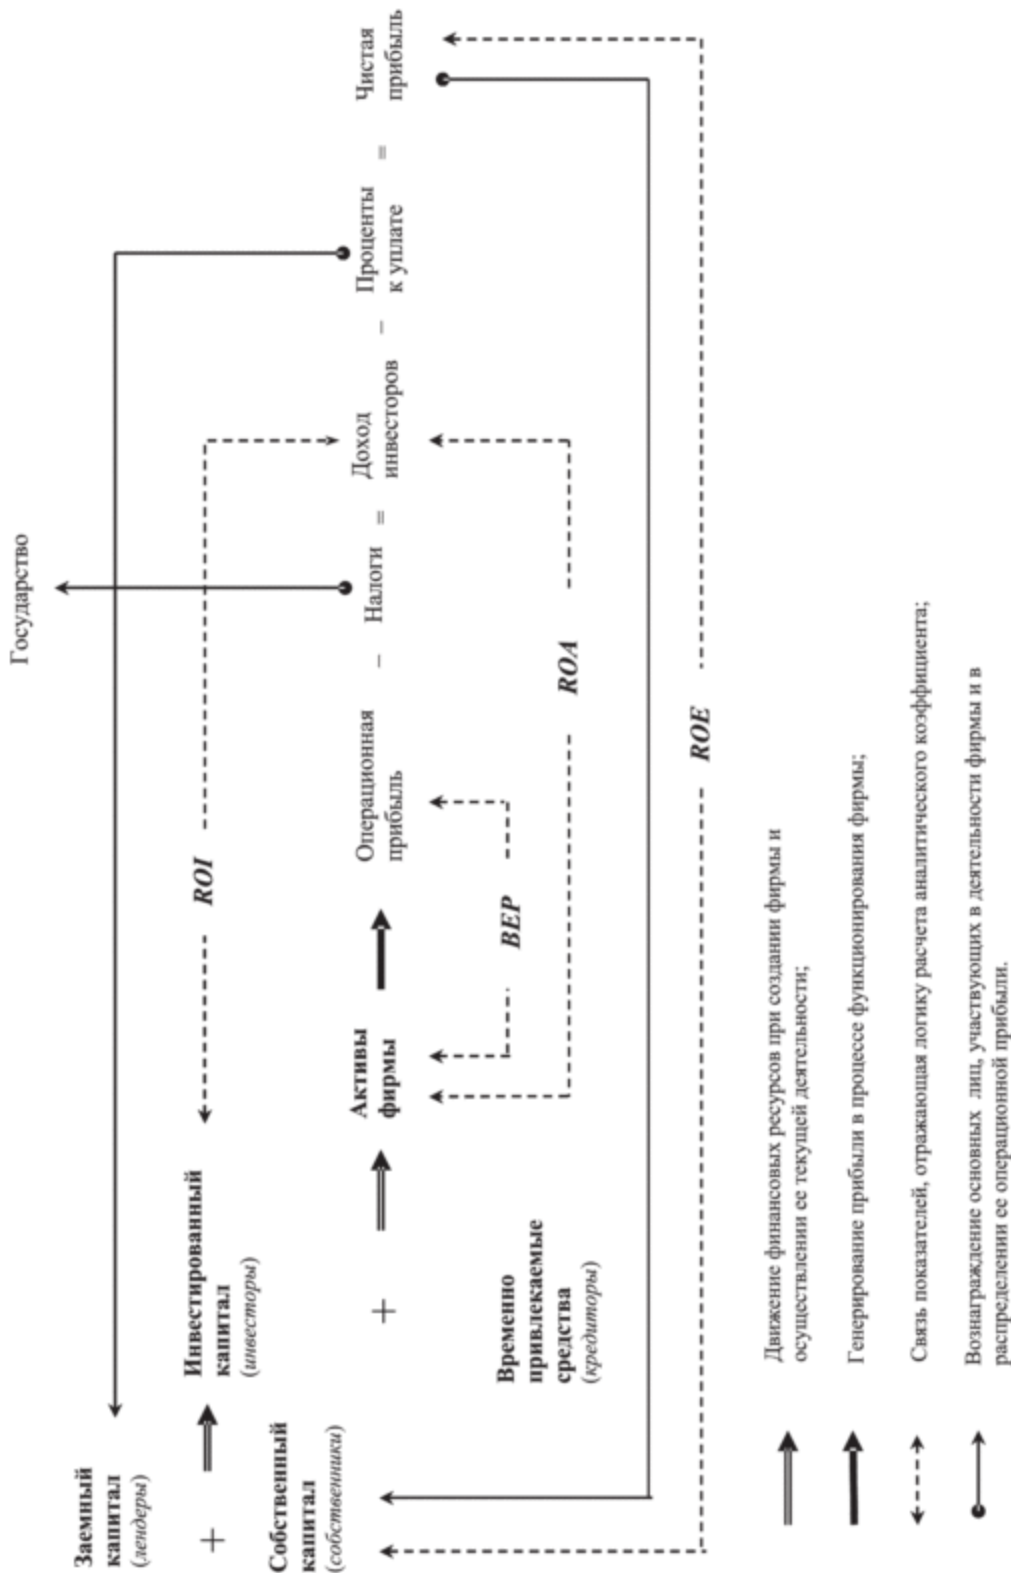 Государство
Заемный
капитал
(лендеры)
+
Собственный
капитал
(собственники)
Инвестированный
капитал
(инвесторы)
+
Временно
привлекаемые
средства
(кредиторы)
Активы
фирмы
Операционная
прибыль
–
Налоги
=
Доход
инвесторов
–
Проценты
к уплате
=
Чистая
прибыль
ROI
BEP
ROA
ROE
Движение финансовых ресурсов при создании фирмы и
осуществлении ее текущей деятельности;
Генерирование прибыли в процессе функционирования фирмы;
Связь показателей, отражающая логику расчета аналитического коэффициента;
Вознаграждение основных лиц, участвующих в деятельности фирмы и в
распределении ее операционной прибыли.